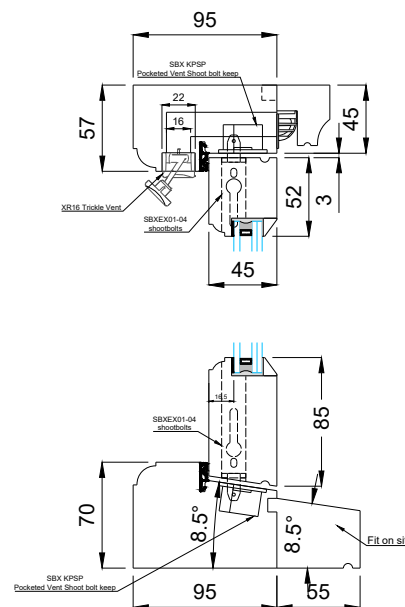 95
SBX KPSP
Pocketed Vent Shoot bolt keep
22
16
57
45
XR16 Trickle Vent
52
3
SBXEX01-04
shootbolts
45
16.5
SBXEX01-04
shootbolts
85
70
8.5°
8.5°
Fit on si
SBX KPSP
Pocketed Vent Shoot bolt keep
95
55